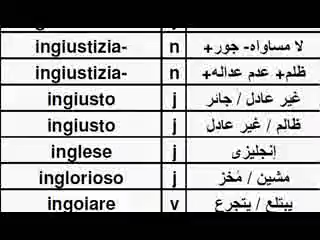 ingiustizia- n لا مساواه- جور+
ingiustizia- n ظلم+ عدم عداله+
ingiusto j غير عادل / جائر
ingiusto j ظالم / غير عادل
inglese j إنجليزى
inglorioso j مشين / مُخز
ingoiare v يبتلع / يتجرع